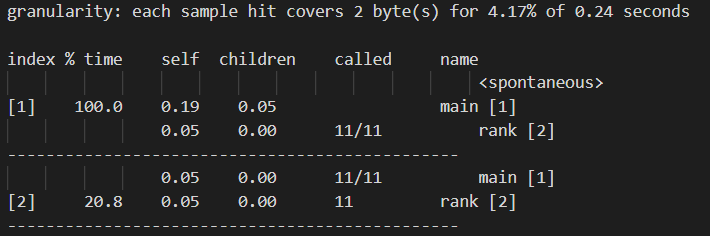 granularity: each sample hit covers 2 byte(s) for 4.17% of 0.24 seconds
index % time self children called name
<spontaneous>
[1] 100.0 0.19 0.05 main [1]
0.05 0.00 11/11 rank [2]
-----------------------------------------------
0.05 0.00 11/11 main [1]
[2] 20.8 0.05 0.00 11 rank [2]
-----------------------------------------------